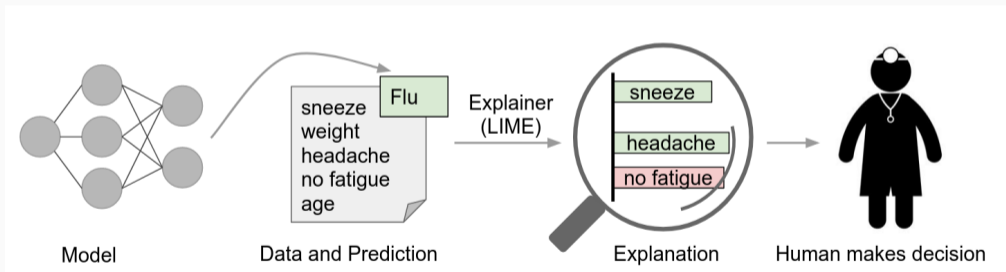 Flu
sneeze
weight
headache
no fatigue
age
Explainer
(LIME)
sneeze
headache
no fatigue
Model
Data and Prediction
Explanation
Human makes decision